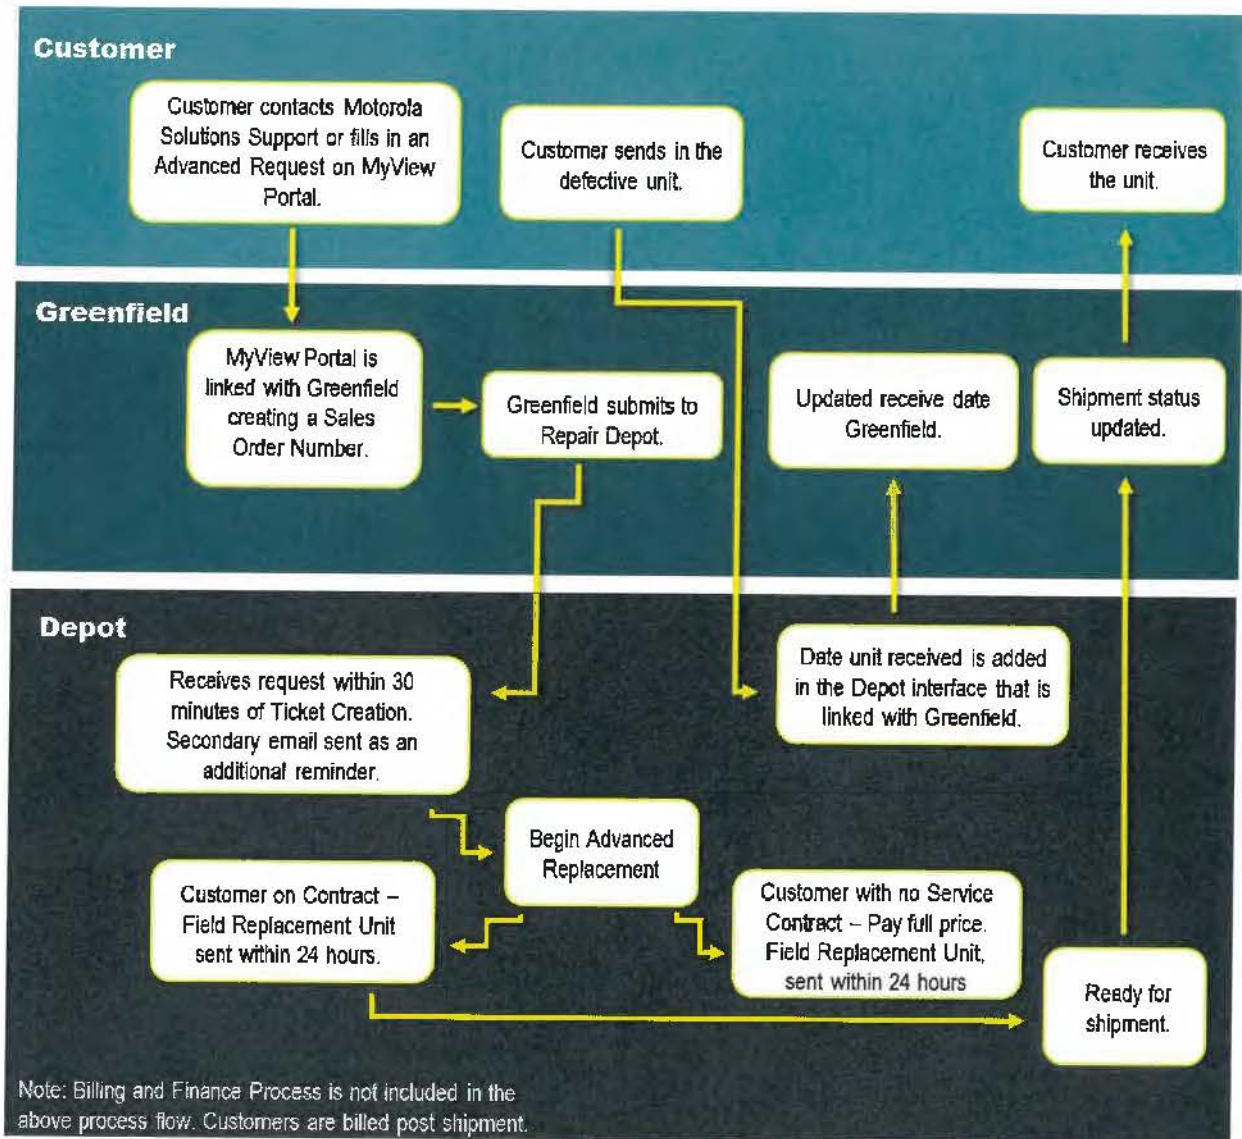 Customer
Customer contacts Motorola
Solutions Support or fills in an
Advanced Request on MyView
Portal.
Customer sends in the
defective unit.
Customer receives
the unit.
Greenfield
MyView Portal is
linked with Greenfield
creating a Sales
Order Number.
Greenfield submits to
Repair Depot.
Updated receive date
Greenfield.
Shipment status
updated.
Depot
Receives request within 30
minutes of Ticket Creation.
Secondary email sent as an
additional reminder.
Date unit received is added
in the Depot interface that is
linked with Greenfield.
Begin Advanced
Replacement
Customer on Contract –
Field Replacement Unit
sent within 24 hours.
Customer with no Service
Contract – Pay full price.
Field Replacement Unit,
sent within 24 hours
Ready for
shipment.
Note: Billing and Finance Process is not included in the
above process flow. Customers are billed post shipment.